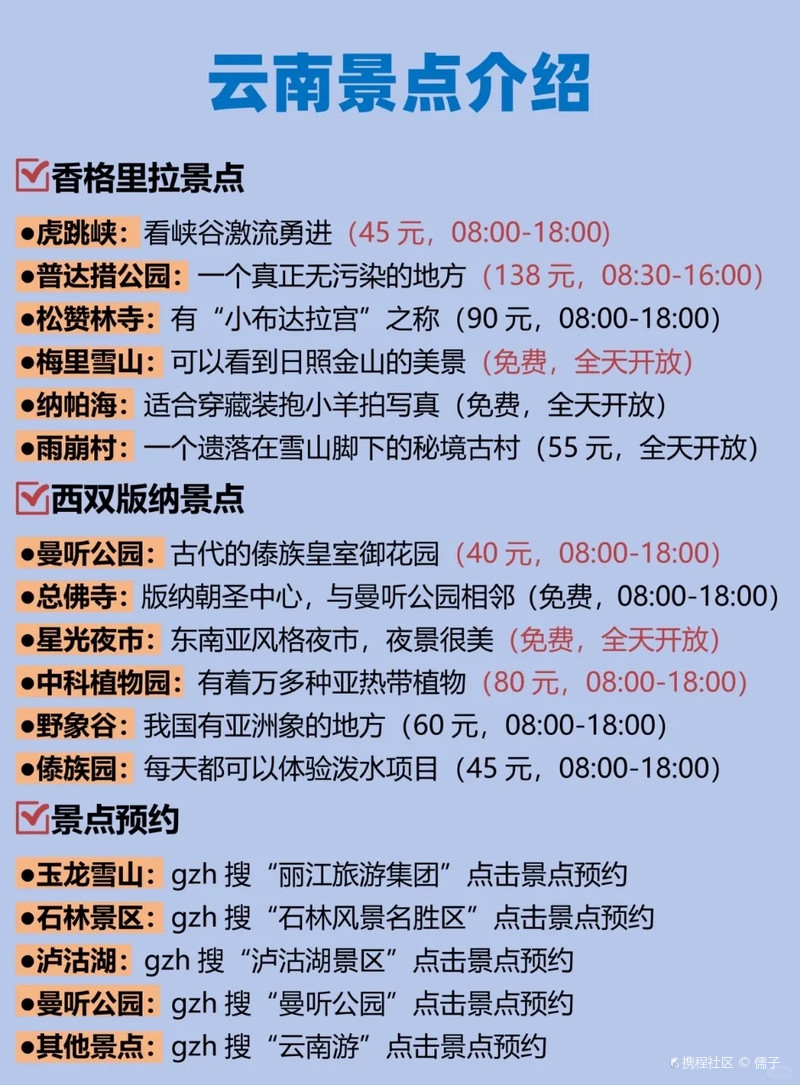 云南景点介绍
香格里拉景点
●虎跳峡：看峡谷激流勇进（45 元，08:00-18:00）
●普达措公园：一个真正无污染的地方（138 元，08:30-16:00）
●松赞林寺：有“小布达拉宫”之称（90 元，08:00-18:00）
●梅里雪山：可以看到日照金山的美景（免费，全天开放）
●纳帕海：适合穿藏装抱小羊拍写真（免费，全天开放）
●雨崩村：一个遗落在雪山脚下的秘境古村（55 元，全天开放）
西双版纳景点
●曼听公园：古代的傣族皇室御花园（40 元，08:00-18:00）
●总佛寺：版纳朝圣中心，与曼听公园相邻（免费，08:00-18:00）
●星光夜市：东南亚风格夜市，夜景很美（免费，全天开放）
●中科植物园：有着万多种亚热带植物（80 元，08:00-18:00）
●野象谷：我国有亚洲象的地方（60 元，08:00-18:00）
●傣族园：每天都可以体验泼水项目（45 元，08:00-18:00）
景点预约
●玉龙雪山：gzh 搜“丽江旅游集团”点击景点预约
●石林景区：gzh 搜“石林风景名胜区”点击景点预约
●泸沽湖：gzh 搜“泸沽湖景区”点击景点预约
●曼听公园：gzh 搜“曼听公园”点击景点预约
●其他景点：gzh 搜“云南游”点击景点预约
携程社区 © 儒子